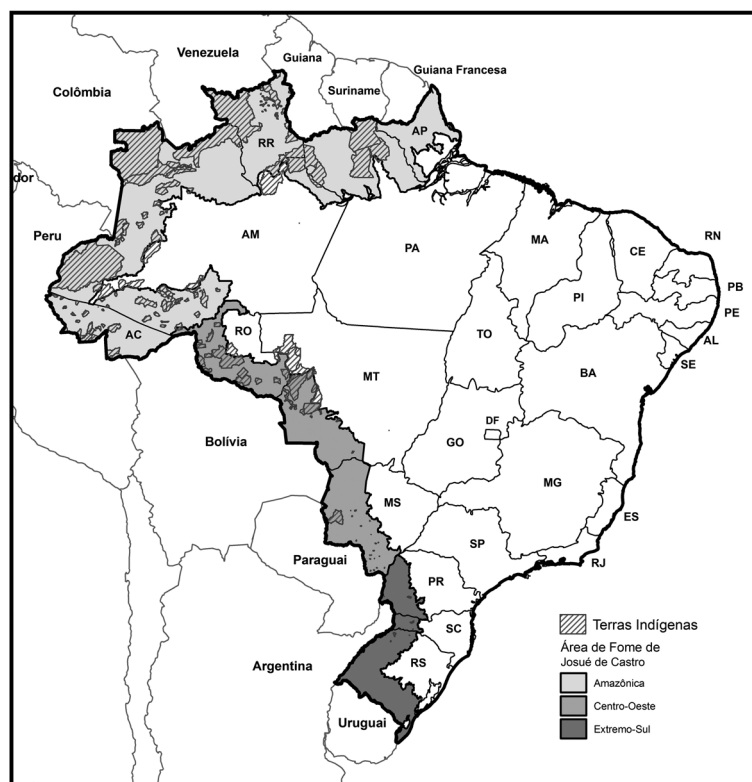 Venezuela
Guiana
Guiana Francesa
Suriname
Colômbia
RR
AP
dor
Peru
AM
PA
MA
CE
RN
PB
PI
PE
AL
TO
SE
AC
RO
BA
MT
DF
GO
Bolívia
MG
MS
ES
SP
RJ
Paraguai
PR
SC
RS
Argentina
Uruguai
Terras Indígenas
Área de Fome de
Josué de Castro
Amazônica
Centro-Oeste
Extremo-Sul